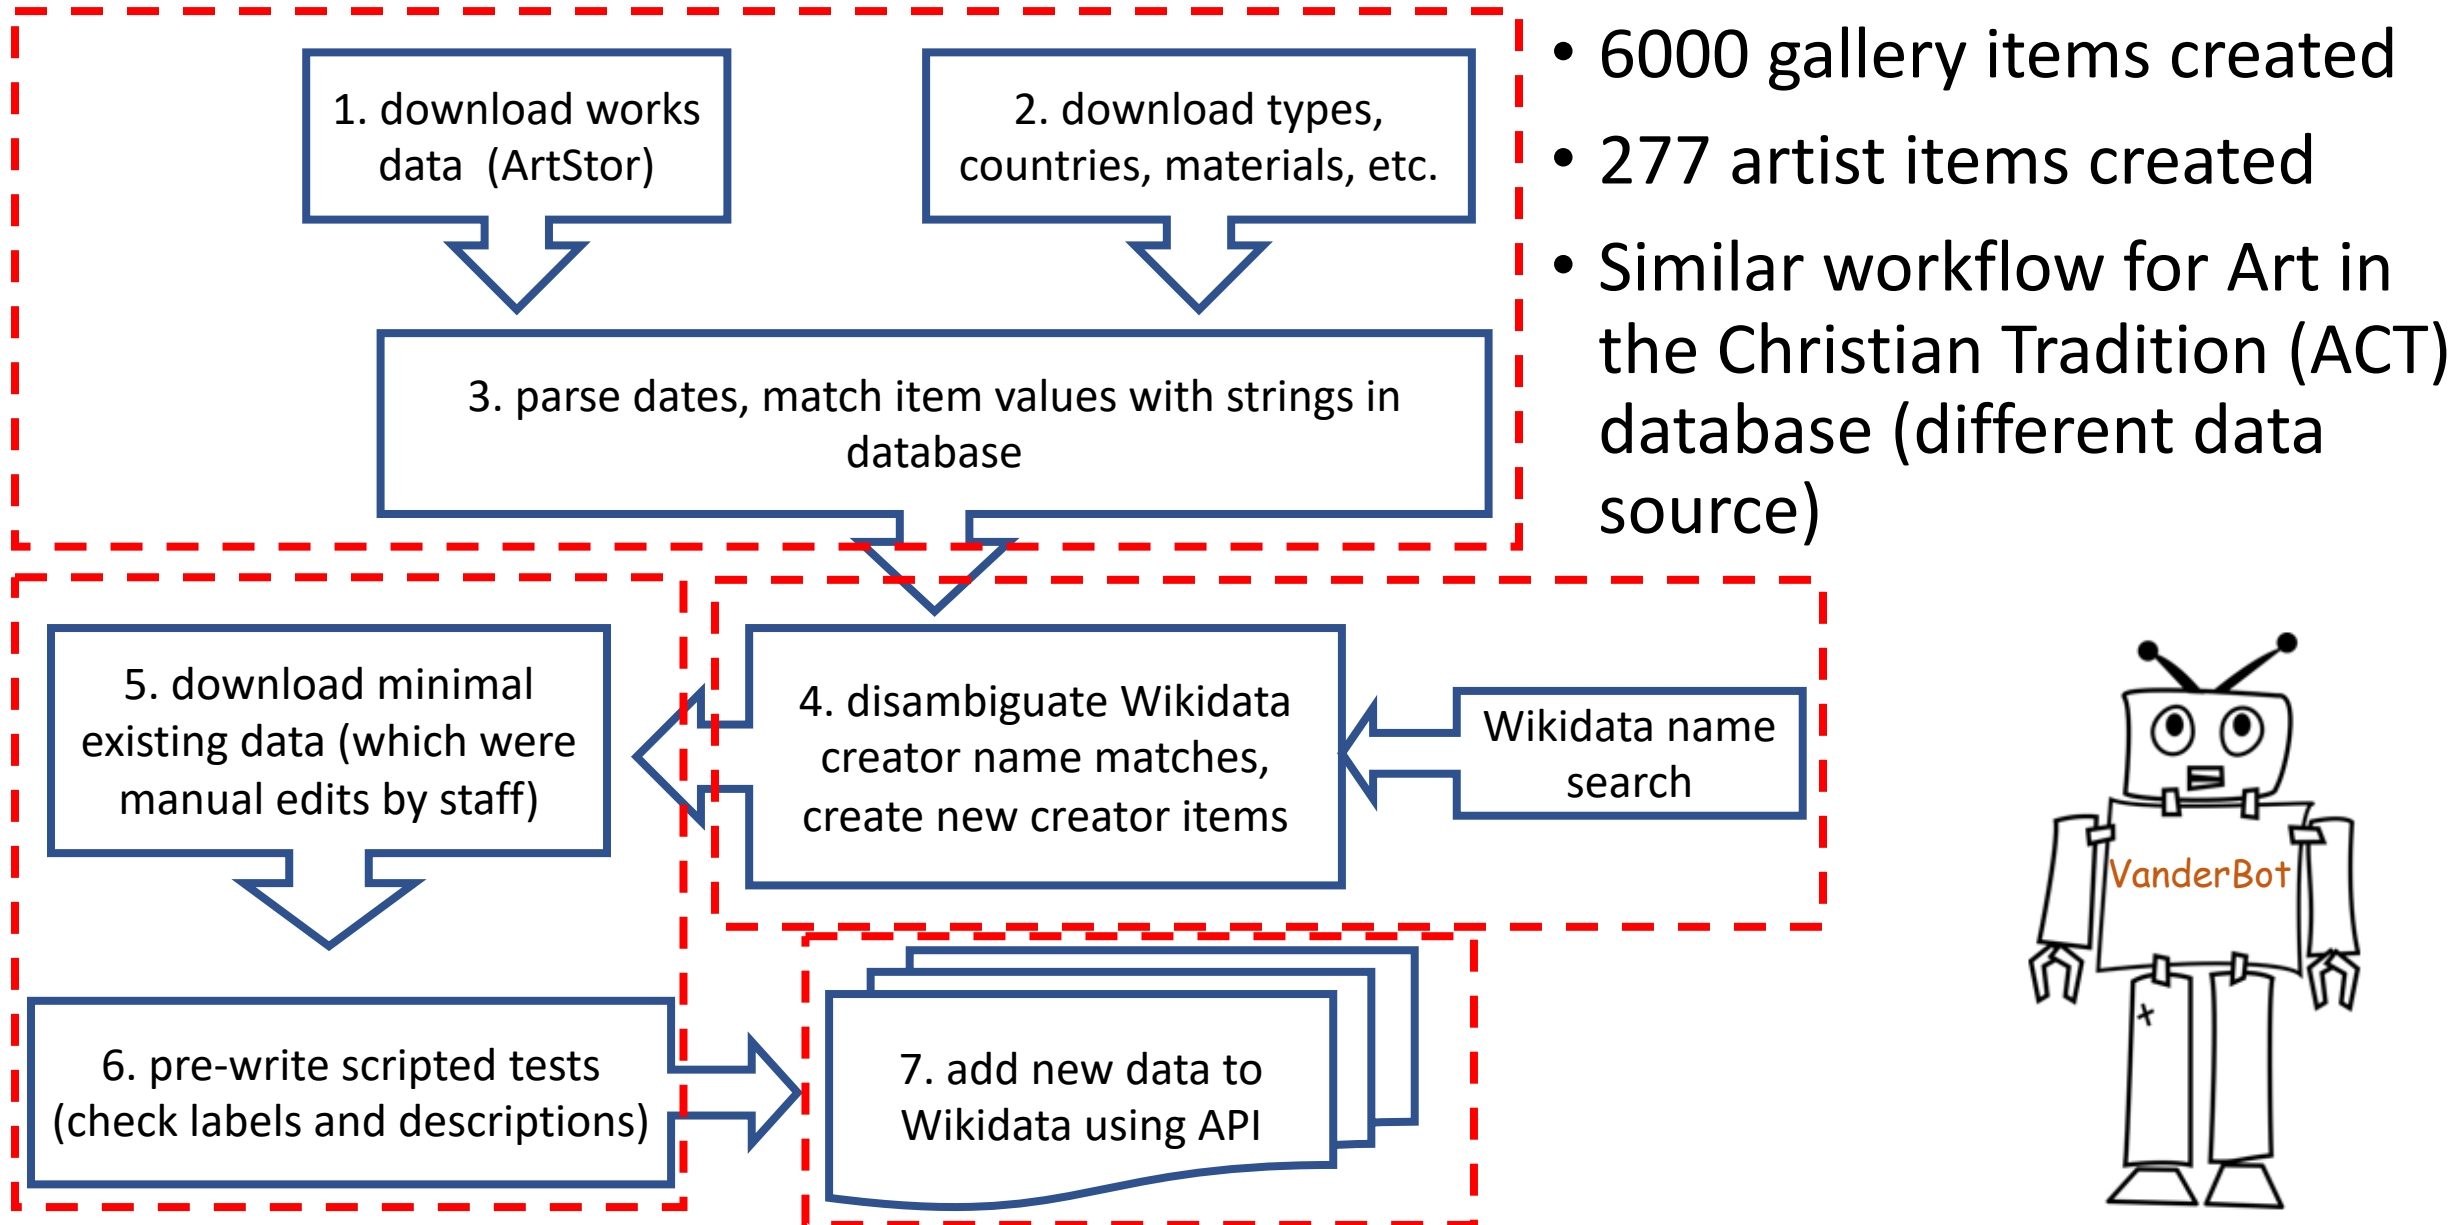 1. download works
data (ArtStor)
2. download types,
countries, materials, etc.
3. parse dates, match item values with strings in
database
4. disambiguate Wikidata
creator name matches,
create new creator items
Wikidata name
search
5. download minimal
existing data (which were
manual edits by staff)
6. pre-write scripted tests
(check labels and descriptions)
7. add new data to
Wikidata using API
• 6000 gallery items created
• 277 artist items created
• Similar workflow for Art in
the Christian Tradition (ACT)
database (different data
source)
VanderBot